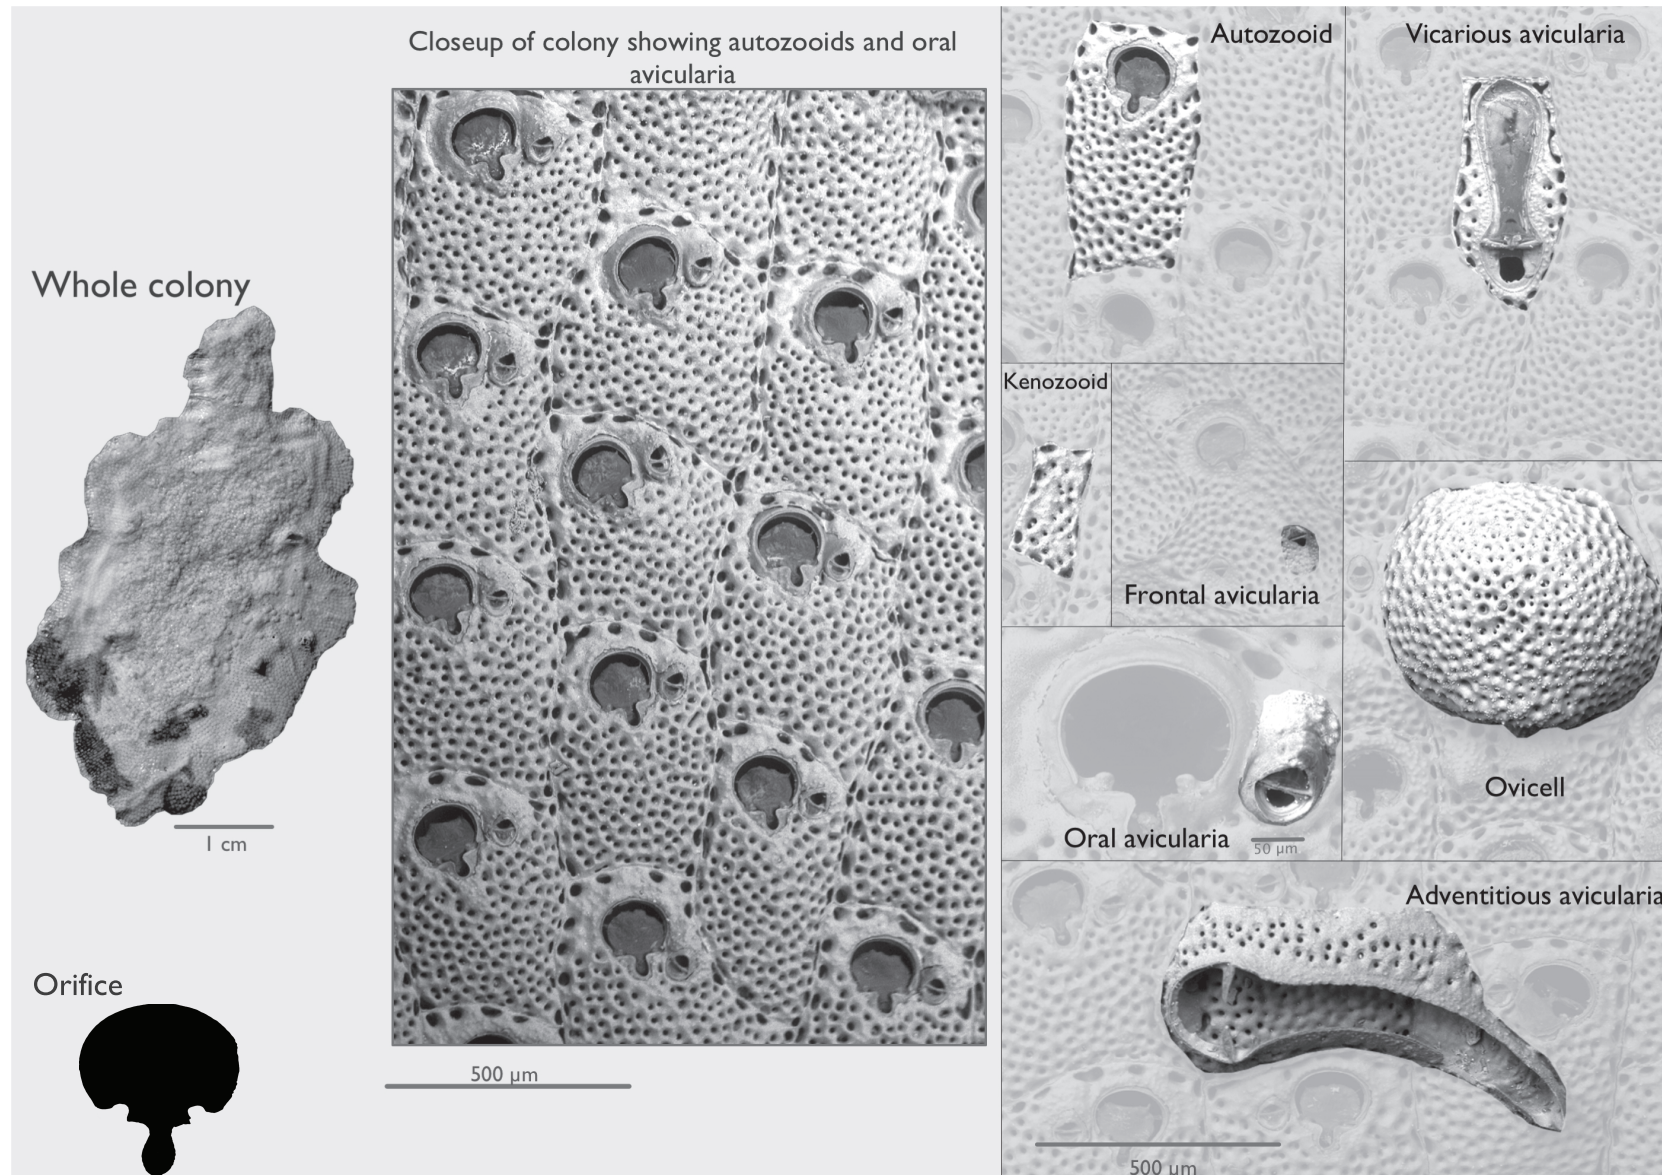 Closeup of colony showing autozooids and oral
avicularia
Whole colony
1 cm
Orifice
500 µm
Autozooid
Vicarious avicularia
Kenozooid
Frontal avicularia
Oral avicularia
50 µm
Ovicell
Adventitious avicularia
500 µm